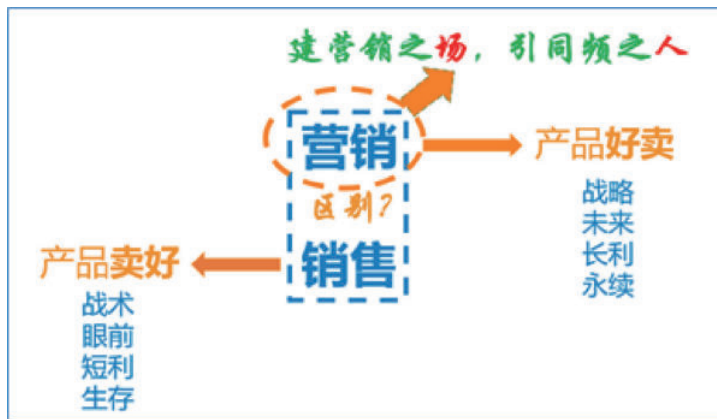 建营销之场，引同频之人
营销
产品好卖
区别?
战略
未来
长利
永续
产品卖好
销售
战术
眼前
短利
生存